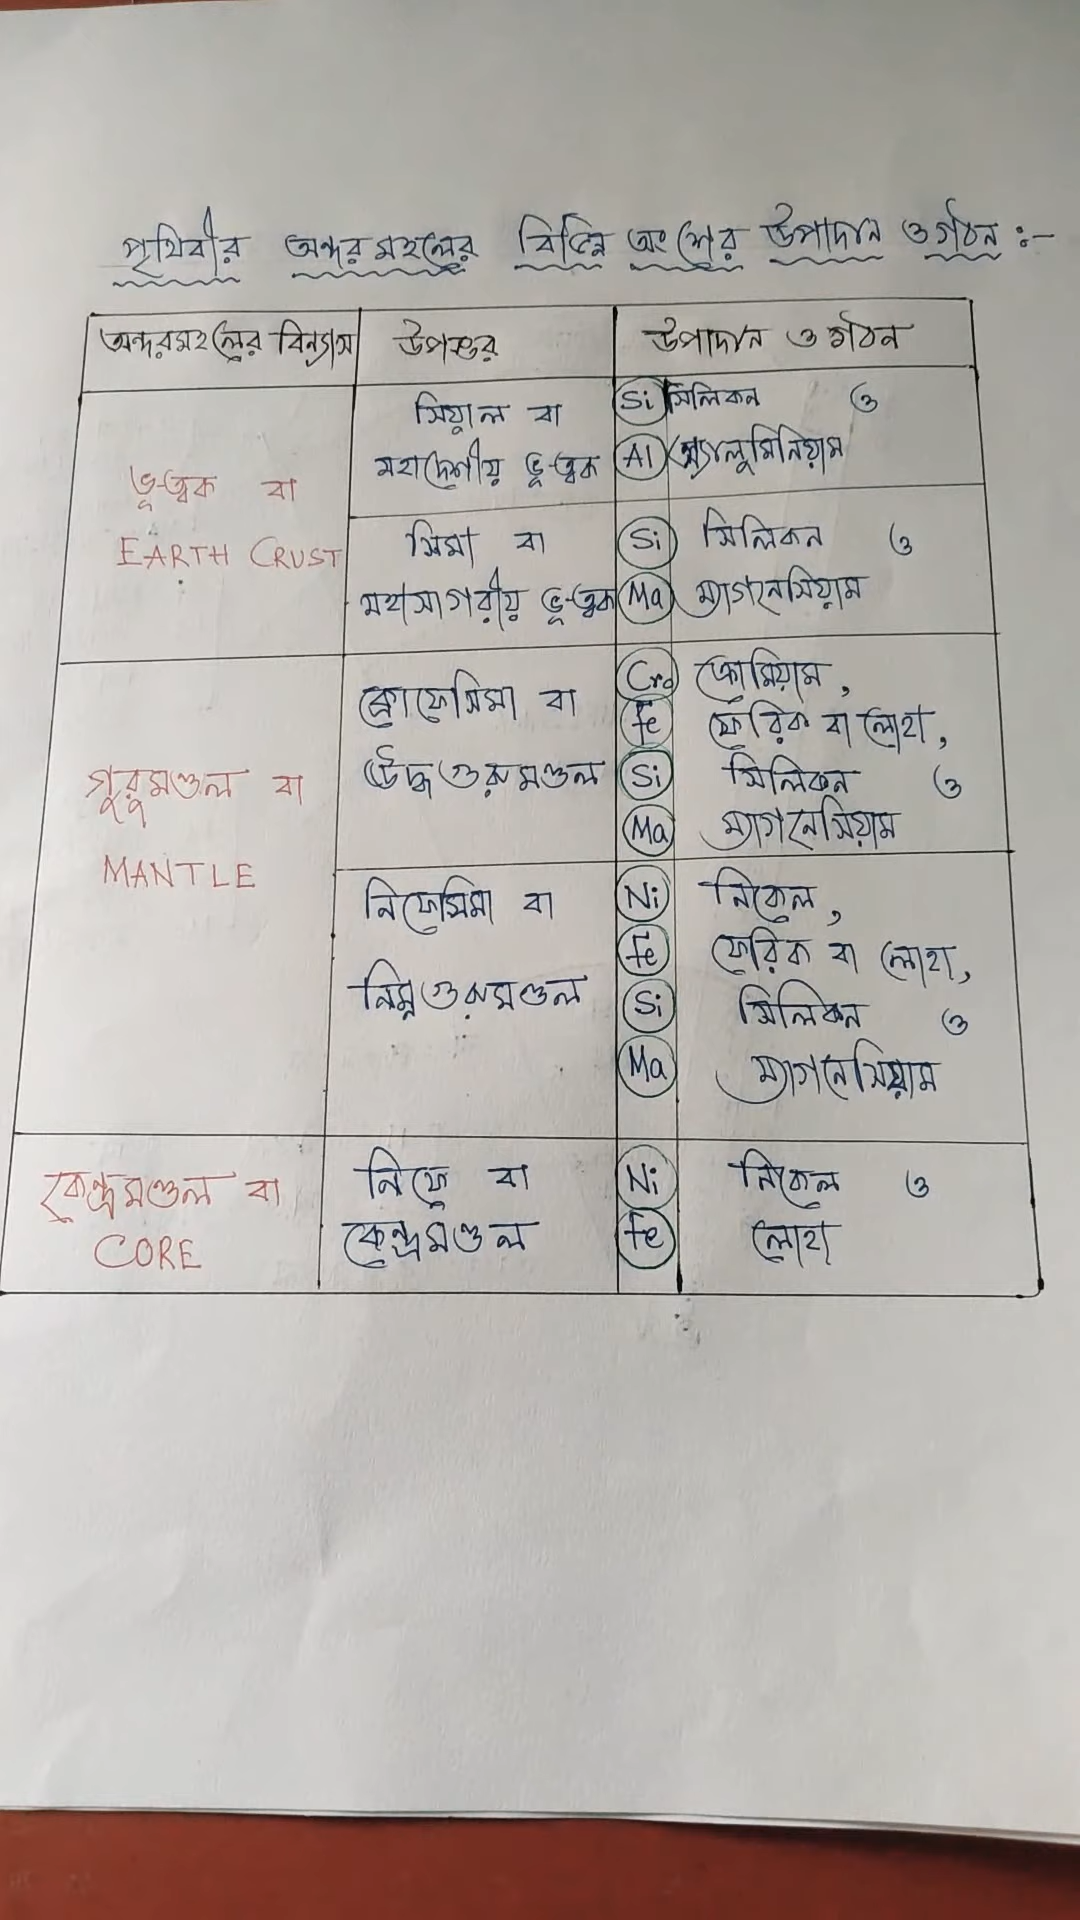 পৃথিবীর অন্দরমহলের বিভিন্ন অংশের উপাদান ও গঠন :-
অন্দরমহলের বিন্যাস উপস্তর উপাদান ও গঠন
ভূ-ত্বক বা
EARTH CRUST
সিয়াল বা
মহাদেশীয় ভূ-ত্বক
Si সিলিকন ও
Al অ্যালুমিনিয়াম
সিমা বা
মহাসাগরীয় ভূ-ত্বক
Si সিলিকন ও
Ma ম্যাগনেসিয়াম
গুরুমণ্ডল বা
MANTLE
ক্রোফেসিমা বা
উর্দ্ধ গুরুমণ্ডল
Cro ক্রোমিয়াম,
Fe ফেরিক বা লোহা,
Si সিলিকন ও
Ma ম্যাগনেসিয়াম
নিফেসিমা বা
নিম্ন গুরুমণ্ডল
Ni নিকেল,
Fe ফেরিক বা লোহা,
Si সিলিকন ও
Ma ম্যাগনেসিয়াম
কেন্দ্রমণ্ডল বা
CORE
নিফে বা
কেন্দ্রমণ্ডল
Ni নিকেল ও
Fe লোহা